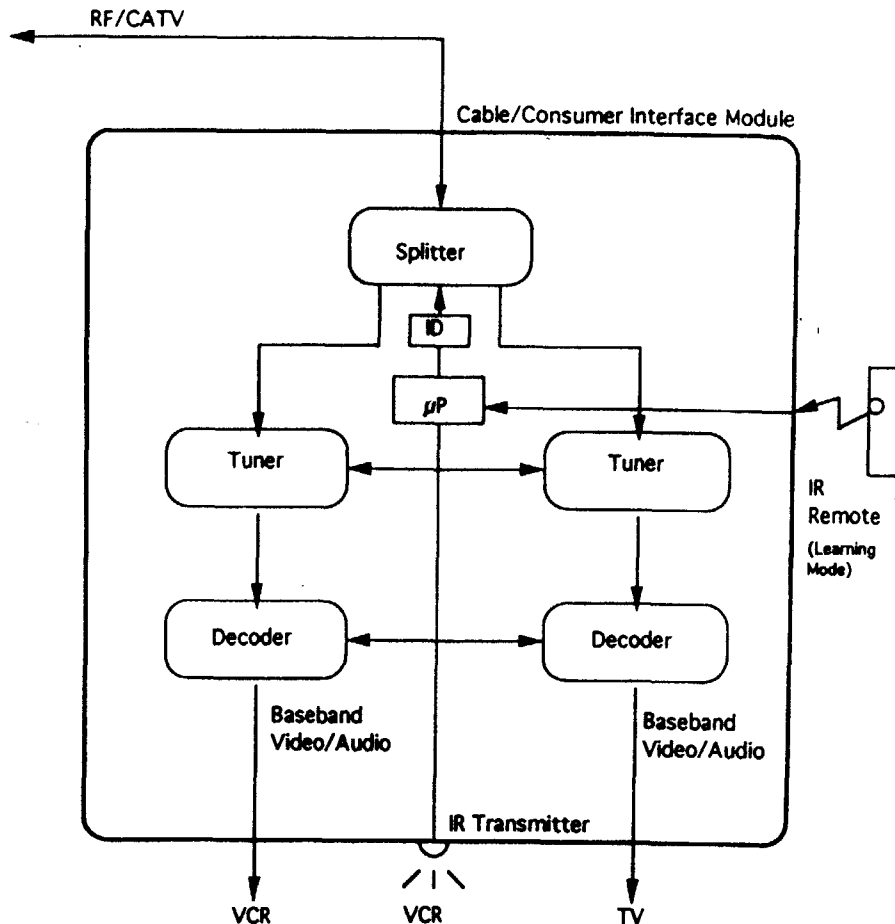 RF/CATV
Cable/Consumer Interface Module
Splitter
ID
µP
Tuner
Tuner
IR
Remote
(Learning
Mode)
Decoder
Decoder
Baseband
Video/Audio
Baseband
Video/Audio
IR Transmitter
VCR
VCR
TV